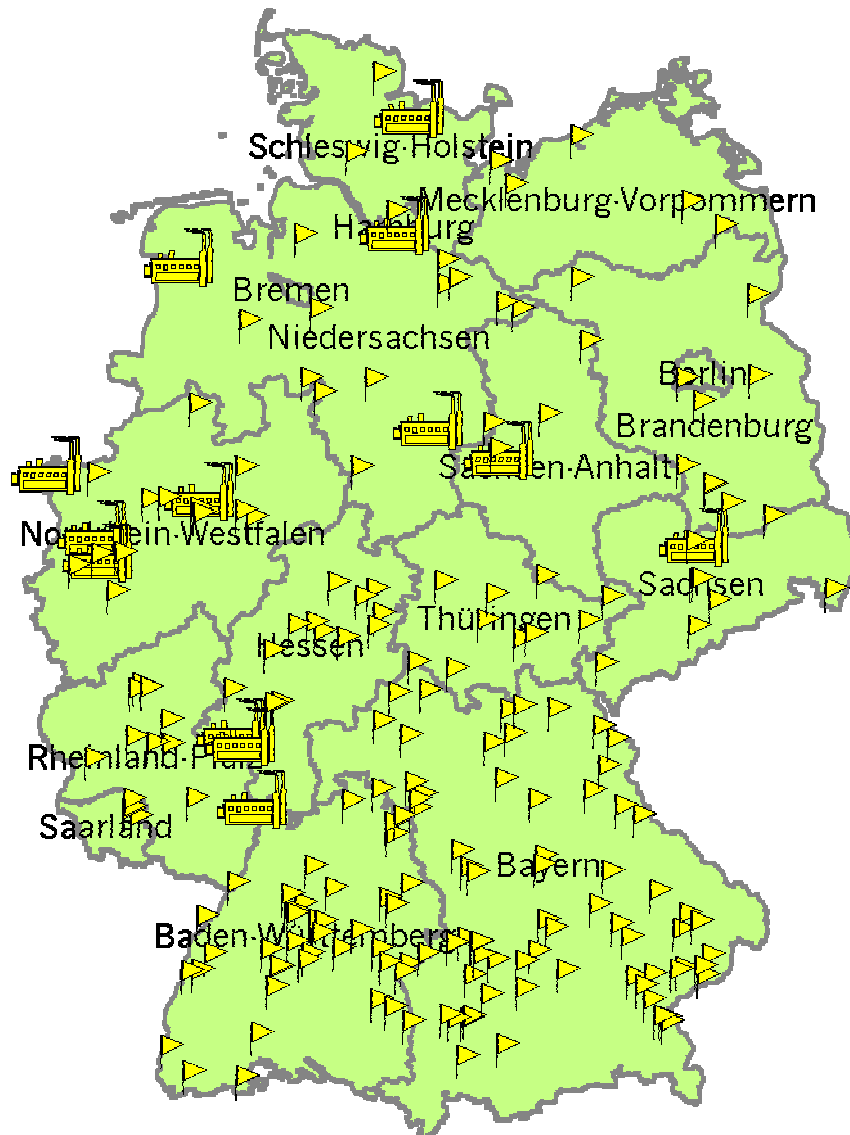 Schleswig-Holstein
Mecklenburg-Vorpommern
Hamburg
Bremen
Niedersachsen
Berlin
Brandenburg
Sachsen-Anhalt
Nordrhein-Westfalen
Sachsen
Thüringen
Hessen
Rheinland-Pfalz
Saarland
Bayern
Baden-Württemberg